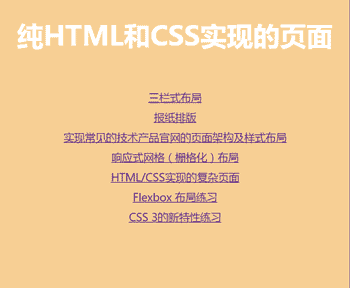 纯HTML和CSS实现的页面
三栏式布局
报纸排版
实现常见的技术产品官网的页面架构及样式布局
响应式网格（栅格化）布局
HTML/CSS实现的复杂页面
Flexbox 布局练习
CSS 3的新特性练习